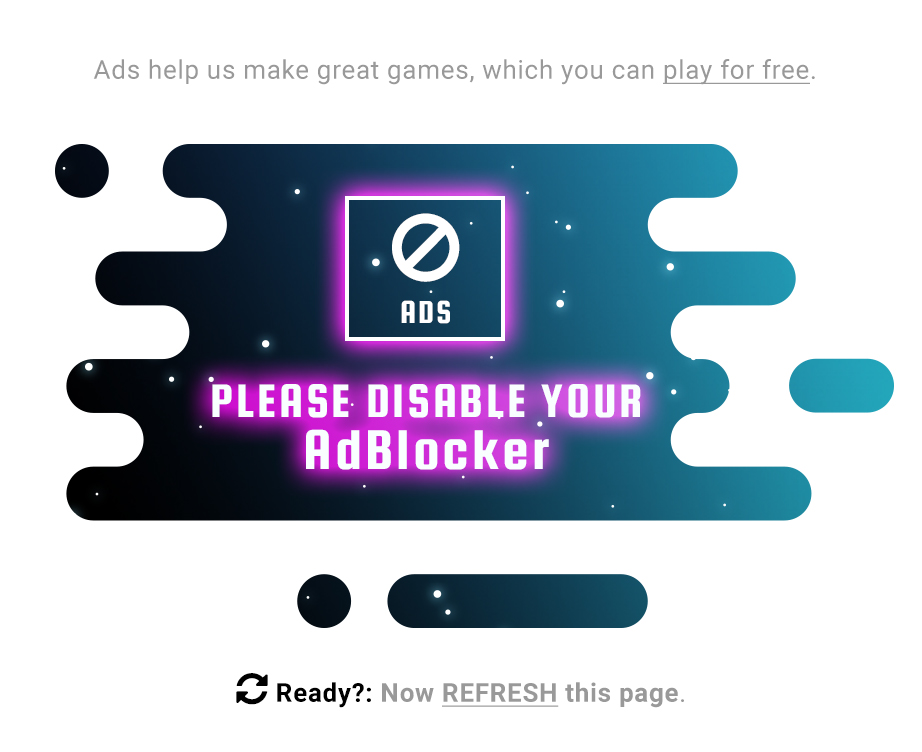 Ads help us make great games, which you can play for free.
ADS
PLEASE DISABLE YOUR
AdBlocker
Ready?: Now REFRESH this page.